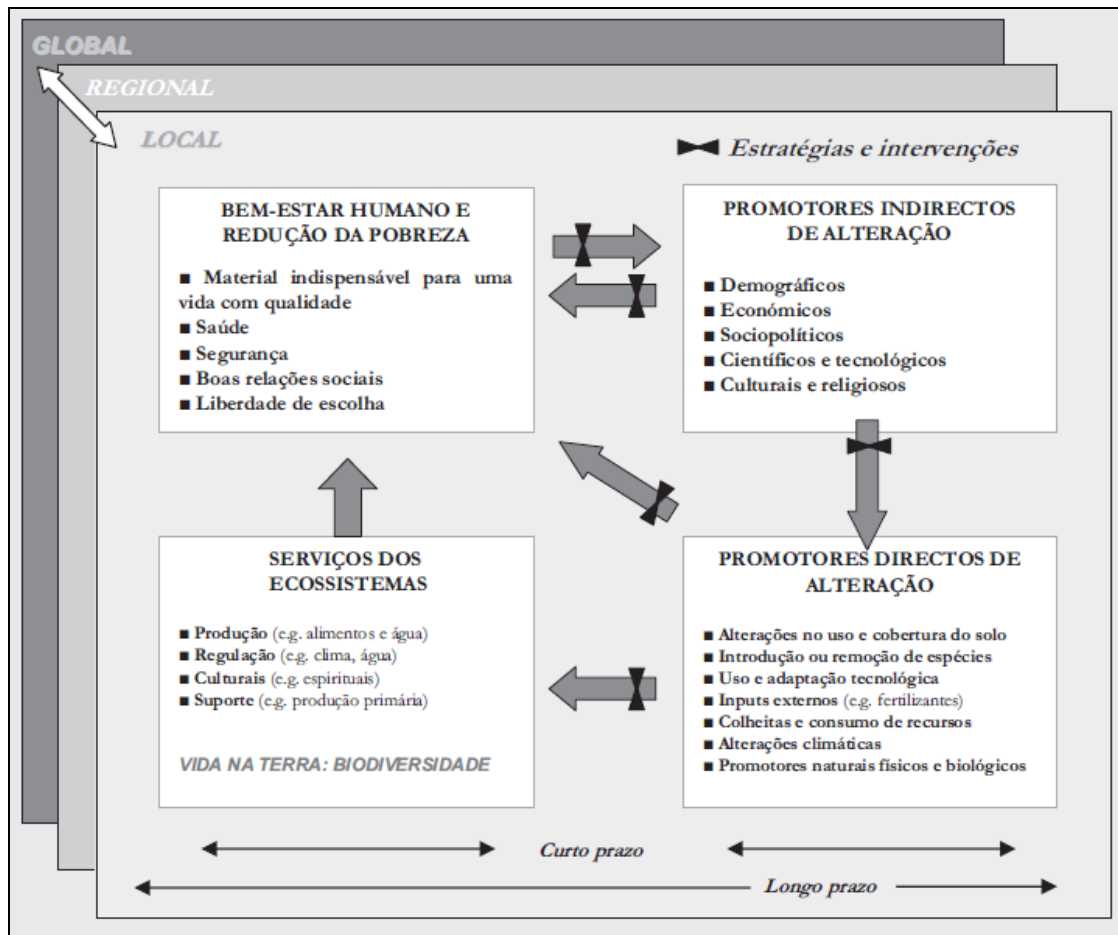 GLOBAL
REGIONAL
LOCAL
Estratégias e intervenções
BEM-ESTAR HUMANO E
REDUÇÃO DA POBREZA
■ Material indispensável para uma
vida com qualidade
■ Saúde
■ Segurança
■ Boas relações sociais
■ Liberdade de escolha
PROMOTORES INDIRECTOS
DE ALTERAÇÃO
■ Demográficos
■ Económicos
■ Sociopolíticos
■ Científicos e tecnológicos
■ Culturais e religiosos
SERVIÇOS DOS
ECOSSISTEMAS
■ Produção (e.g. alimentos e água)
■ Regulação (e.g. clima, água)
■ Culturais (e.g. espirituais)
■ Suporte (e.g. produção primária)
VIDA NA TERRA: BIODIVERSIDADE
PROMOTORES DIRECTOS DE
ALTERAÇÃO
■ Alterações no uso e cobertura do solo
■ Introdução ou remoção de espécies
■ Uso e adaptação tecnológica
■ Inputs externos (e.g. fertilizantes)
■ Colheitas e consumo de recursos
■ Alterações climáticas
■ Promotores naturais físicos e biológicos
Curto prazo
Longo prazo